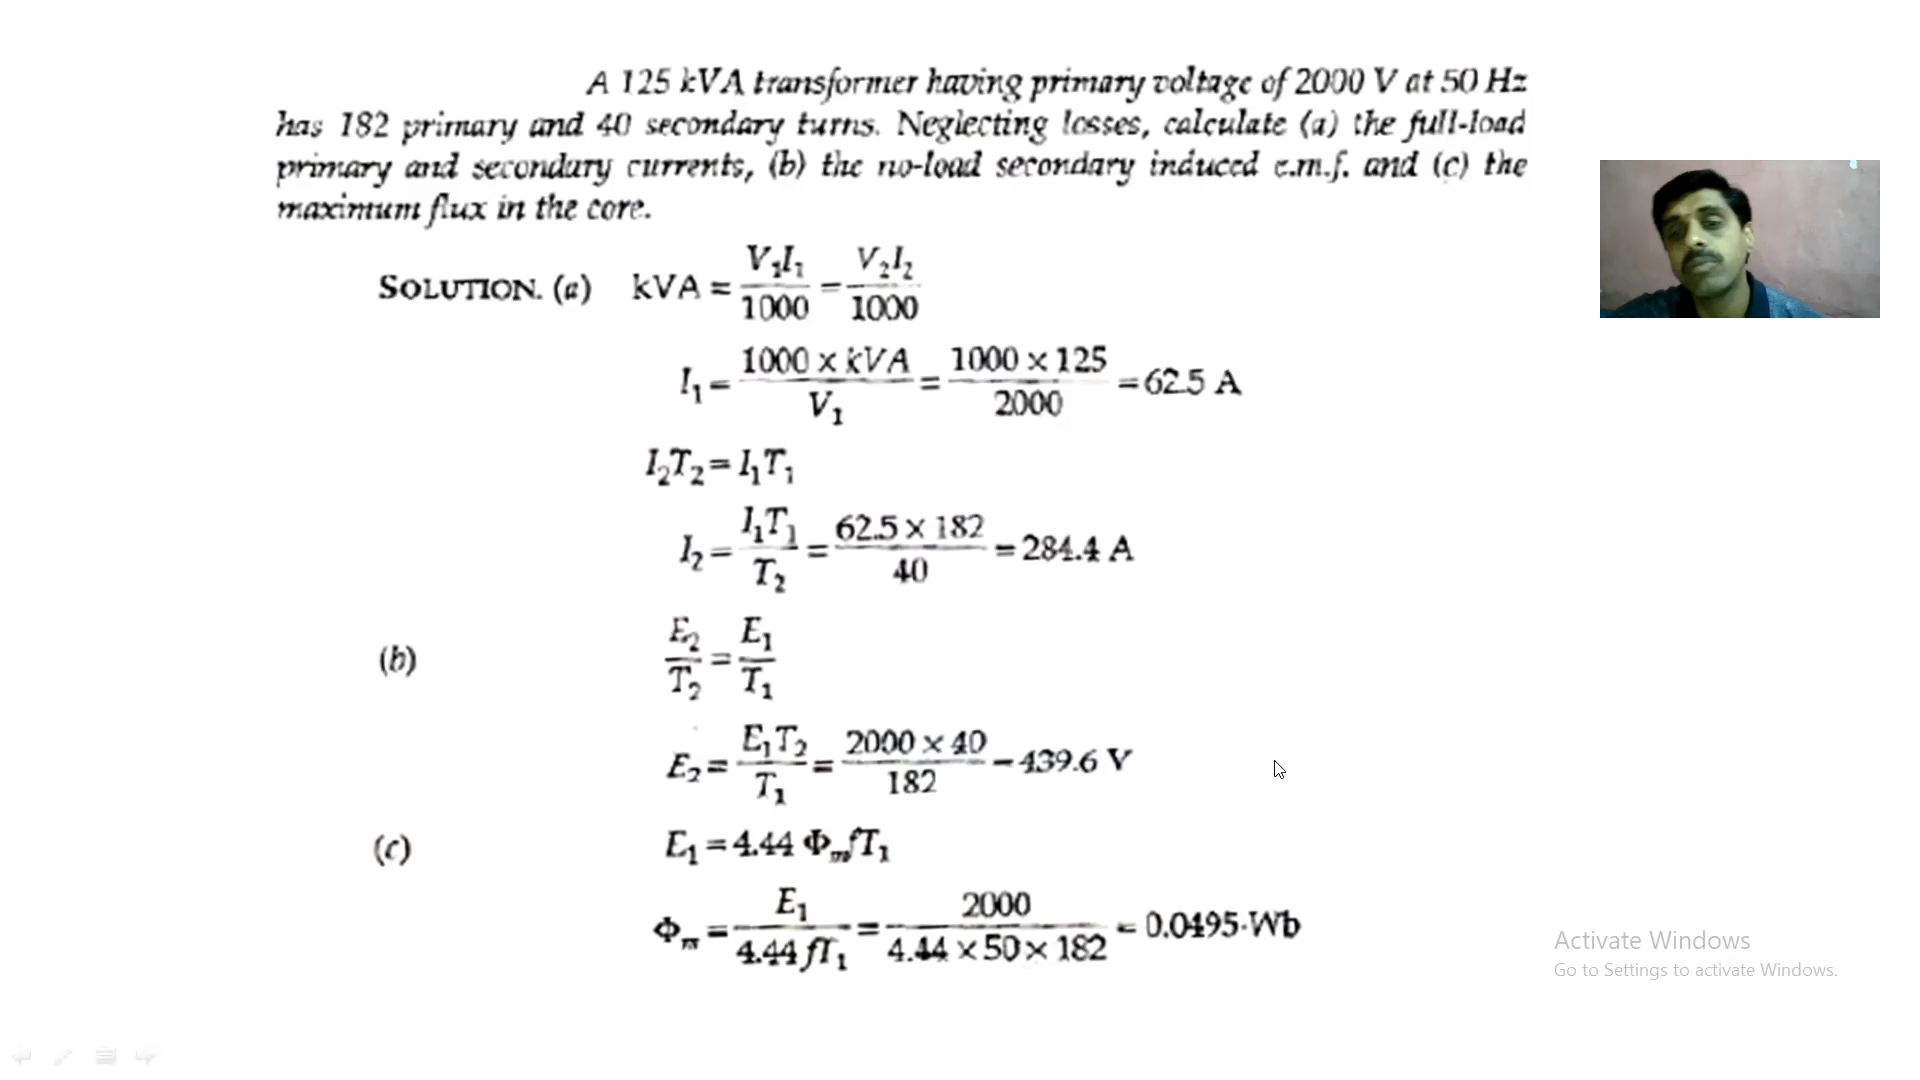 A 125 kVA transformer having primary voltage of 2000 V at 50 Hz
has 182 primary and 40 secondary turns. Neglecting losses, calculate (a) the full-load
primary and secondary currents, (b) the no-load secondary induced e.m.f. and (c) the
maximum flux in the core.
SOLUTION. (a) kVA = V₁I₁/1000 = V₂I₂/1000
I₁ = 1000 × kVA/V₁ = 1000 × 125/2000 = 62.5 A
I₂T₂ = I₁T₁
I₂ = I₁T₁/T₂ = 62.5 × 182/40 = 284.4 A
(b) E₂/T₂ = E₁/T₁
E₂ = E₁T₂/T₁ = 2000 × 40/182 = 439.6 V
(c) E₁ = 4.44 Φₘ f T₁
Φₘ = E₁/4.44 f T₁ = 2000/4.44 × 50 × 182 = 0.0495 Wb
Activate Windows
Go to Settings to activate Windows.